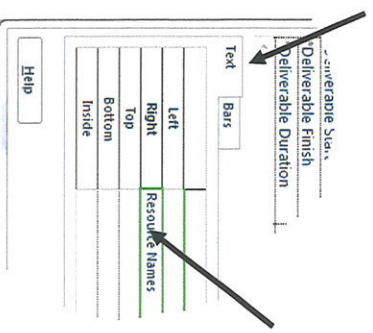 Deliverable Finish
Deliverable Duration
Text Bars
Left
Right Resource Names
Top
Bottom
Inside
Help